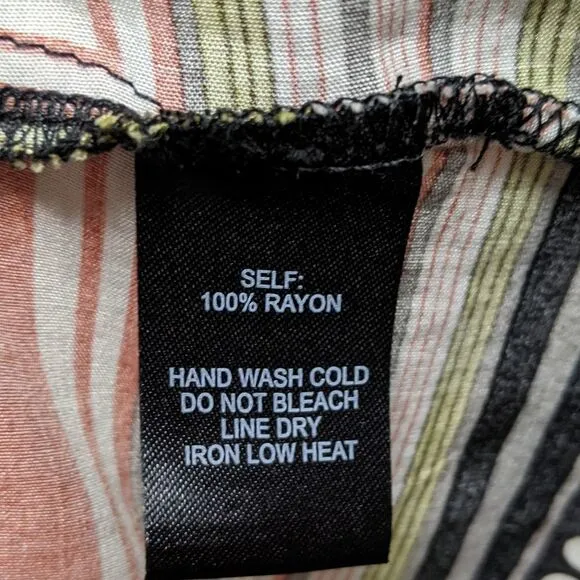 SELF:
100% RAYON
HAND WASH COLD
DO NOT BLEACH
LINE DRY
IRON LOW HEAT